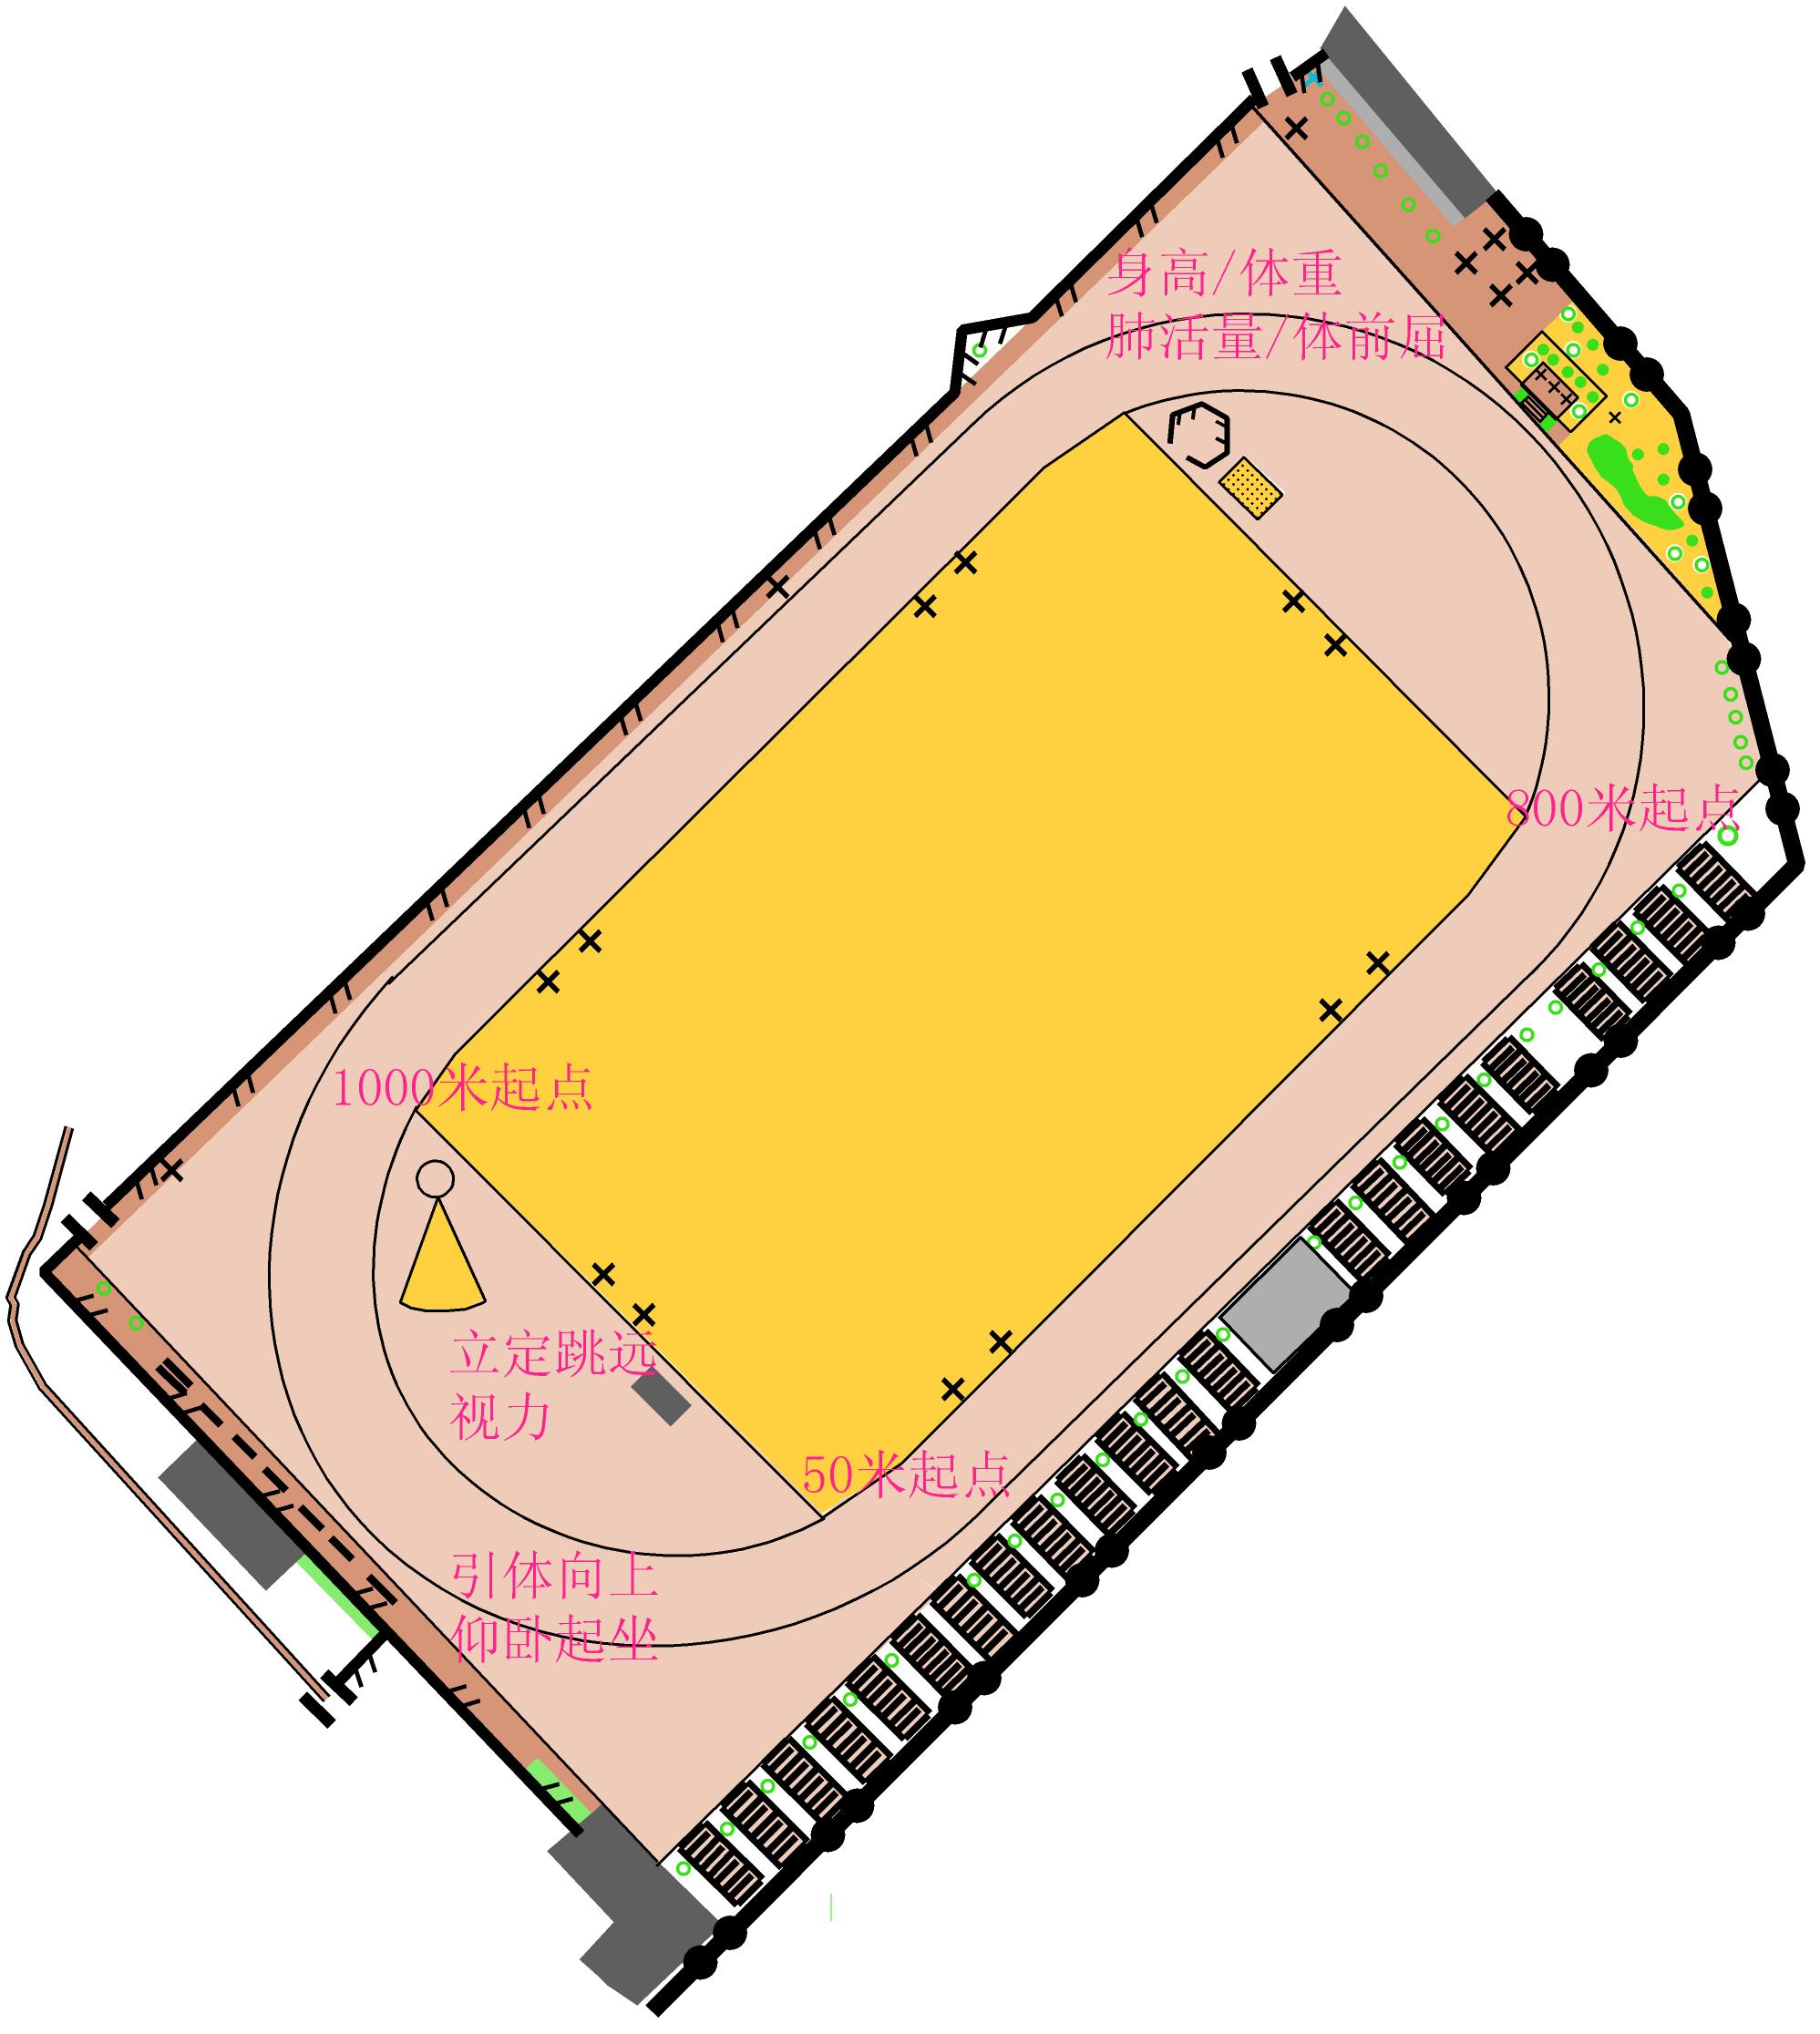 身高/体重
肺活量/体前屈
800米起点
1000米起点
立定跳远
视力
50米起点
引体向上
仰卧起坐